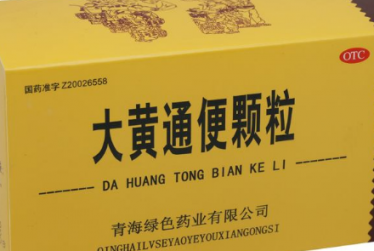 国药准字 Z20026558
OTC
大黄通便颗粒
DA HUANG TONG BIAN KE LI
青海绿色药业有限公司
QINGHAILVSEYAOYEYOUXIANGONGSI